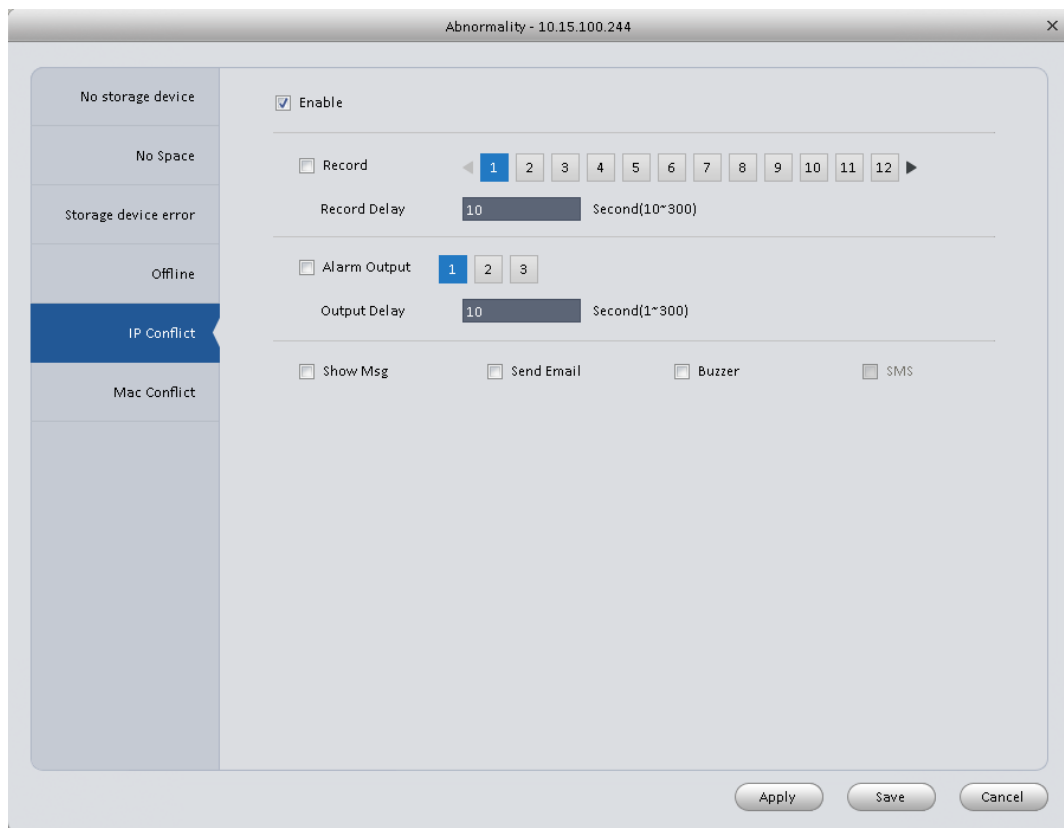 Abnormality - 10.15.100.244
No storage device
No Space
Storage device error
Offline
IP Conflict
Mac Conflict
Enable
Record 1 2 3 4 5 6 7 8 9 10 11 12
Record Delay 10 Second(10~300)
Alarm Output 1 2 3
Output Delay 10 Second(1~300)
Show Msg Send Email Buzzer SMS
Apply Save Cancel